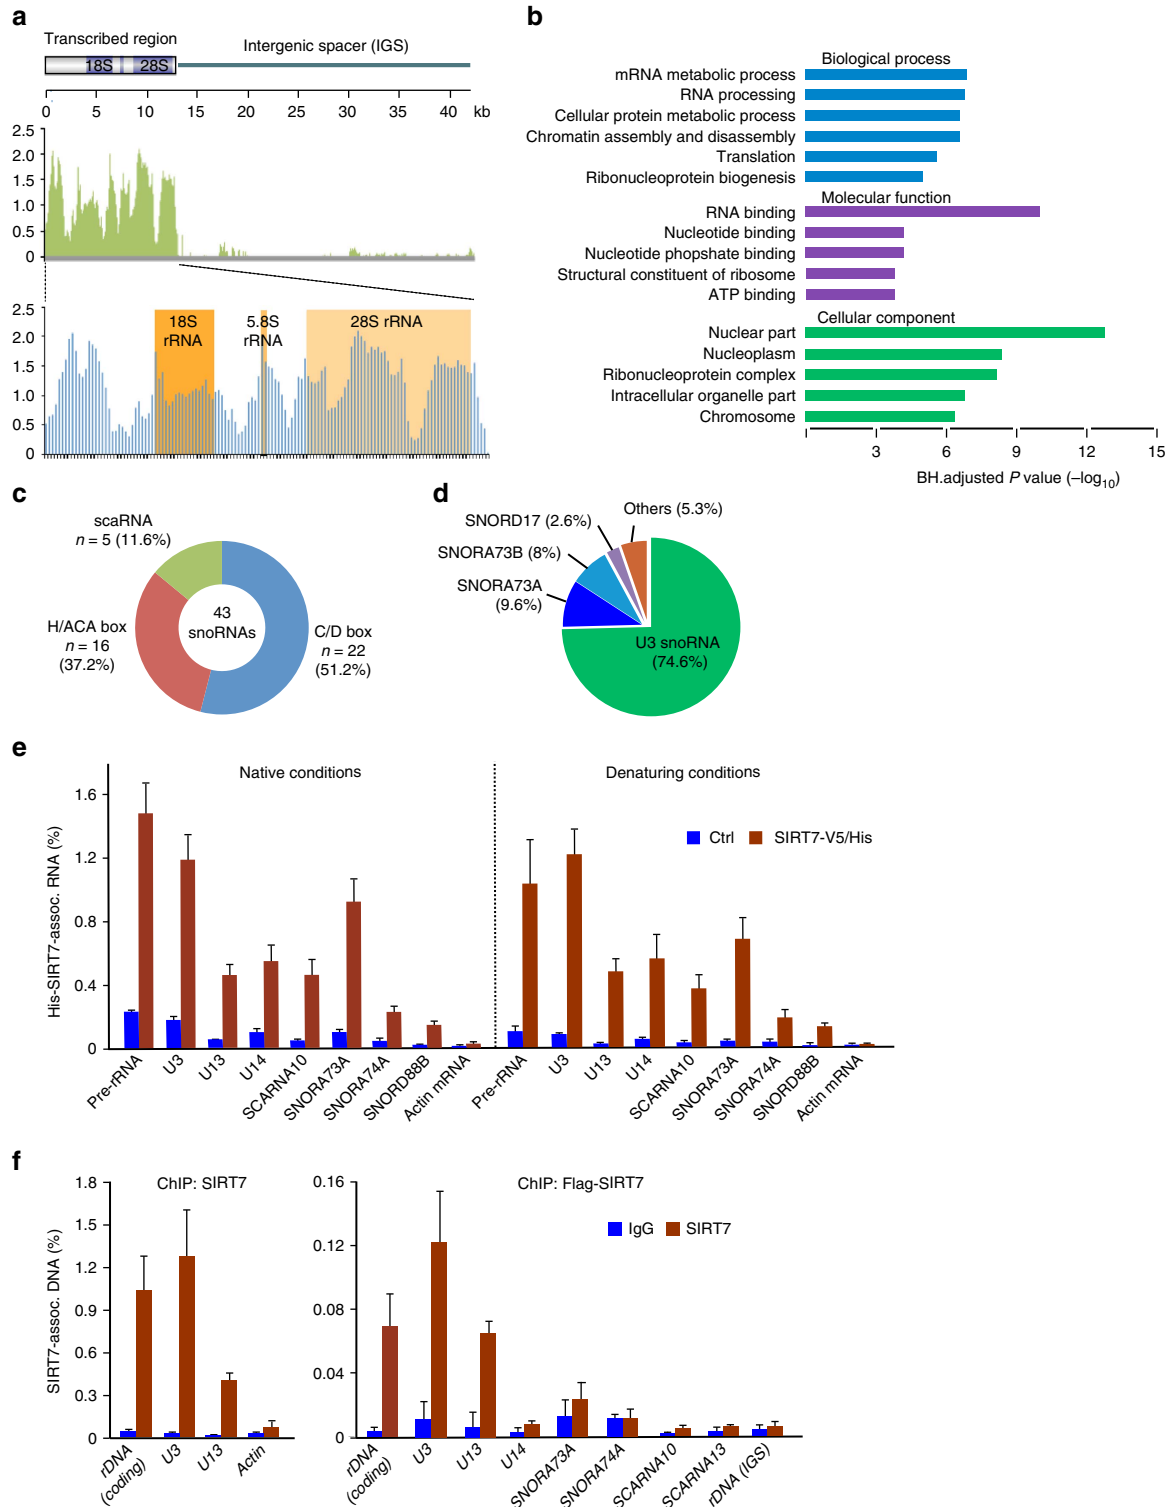 a
Transcribed region
Intergenic spacer (IGS)
18S
28S
0 5 10 15 20 25 30 35 40 kb
2.5
2.0
1.5
1.0
0.5
0
2.5
2.0
1.5
1.0
0.5
0
18S
rRNA
5.8S
rRNA
28S rRNA
b
Biological process
mRNA metabolic process
RNA processing
Cellular protein metabolic process
Chromatin assembly and disassembly
Translation
Ribonucleoprotein biogenesis
Molecular function
RNA binding
Nucleotide binding
Nucleotide phopshate binding
Structural constituent of ribosome
ATP binding
Cellular component
Nuclear part
Nucleoplasm
Ribonucleoprotein complex
Intracellular organelle part
Chromosome
3 6 9 12 15
BH.adjusted P value (–log10)
c
scaRNA
n = 5 (11.6%)
H/ACA box
n = 16
(37.2%)
43
snoRNAs
C/D box
n = 22
(51.2%)
d
SNORD17 (2.6%)
Others (5.3%)
SNORA73B (8%)
SNORA73A
(9.6%)
U3 snoRNA
(74.6%)
e
Native conditions
Denaturing conditions
Ctrl
SIRT7-V5/His
His-SIRT7-assoc. RNA (%)
1.6
1.2
0.8
0.4
0
Pre-rRNA
U3
U13
U14
SCARNA10
SNORA73A
SNORA74A
SNORD88B
Actin mRNA
Pre-rRNA
U3
U13
U14
SCARNA10
SNORA73A
SNORA74A
SNORD88B
Actin mRNA
f
ChIP: SIRT7
SIRT7-assoc. DNA (%)
1.8
1.5
1.2
0.9
0.6
0.3
0
rDNA
(coding)
U3
U13
Actin
ChIP: Flag-SIRT7
IgG
SIRT7
0.16
0.12
0.08
0.04
0
rDNA
(coding)
U3
U13
U14
SNORA73A
SNORA74A
SCARNA10
SCARNA13
rDNA (IGS)